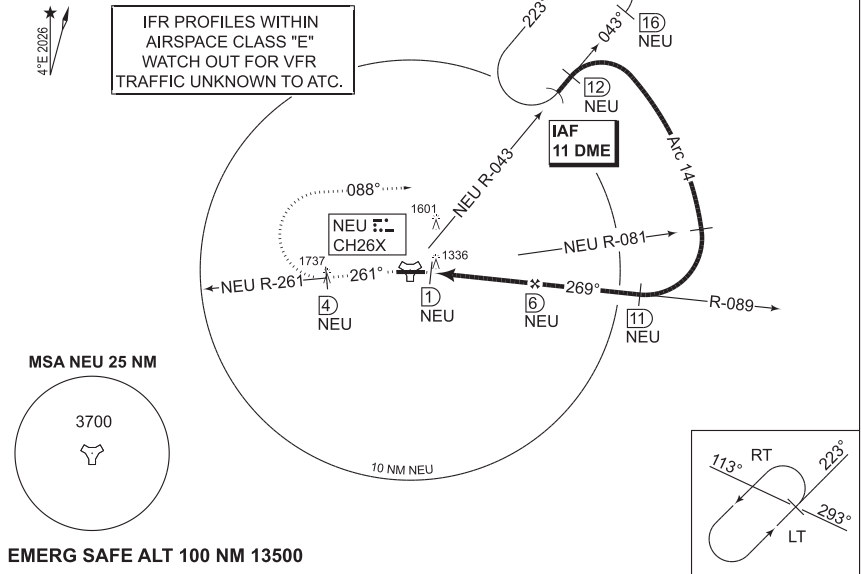 4°E 2026
IFR PROFILES WITHIN
AIRSPACE CLASS "E"
WATCH OUT FOR VFR
TRAFFIC UNKNOWN TO ATC.
223°
043°
16
NEU
12
NEU
IAF
11 DME
Arc 14
NEU R-043
088°
1601
NEU
CH26X
NEU R-081
1737
1336
NEU R-261
261°
4
NEU
1
NEU
6
NEU
269°
11
NEU
R-089
10 NM NEU
MSA NEU 25 NM
3700
EMERG SAFE ALT 100 NM 13500
113°
RT
223°
293°
LT